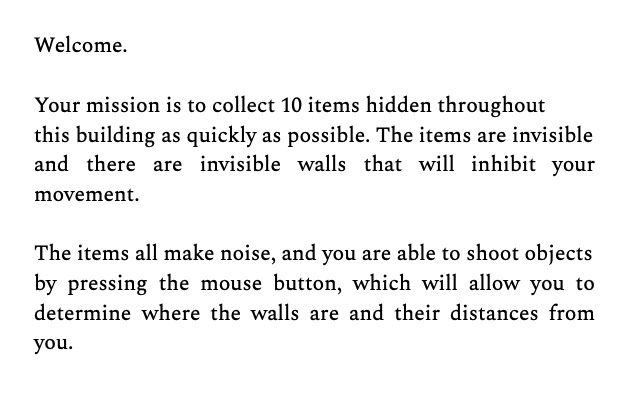 Welcome.
Your mission is to collect 10 items hidden throughout
this building as quickly as possible. The items are invisible
and there are invisible walls that will inhibit your
movement.
The items all make noise, and you are able to shoot objects
by pressing the mouse button, which will allow you to
determine where the walls are and their distances from
you.